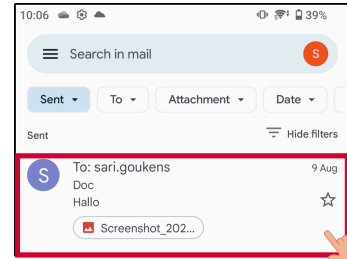 10:06 39%
Search in mail S
Sent To Attachment Date
Sent Hide filters
S To: sari.goukens 9 Aug
Doc
Hallo
Screenshot_202...